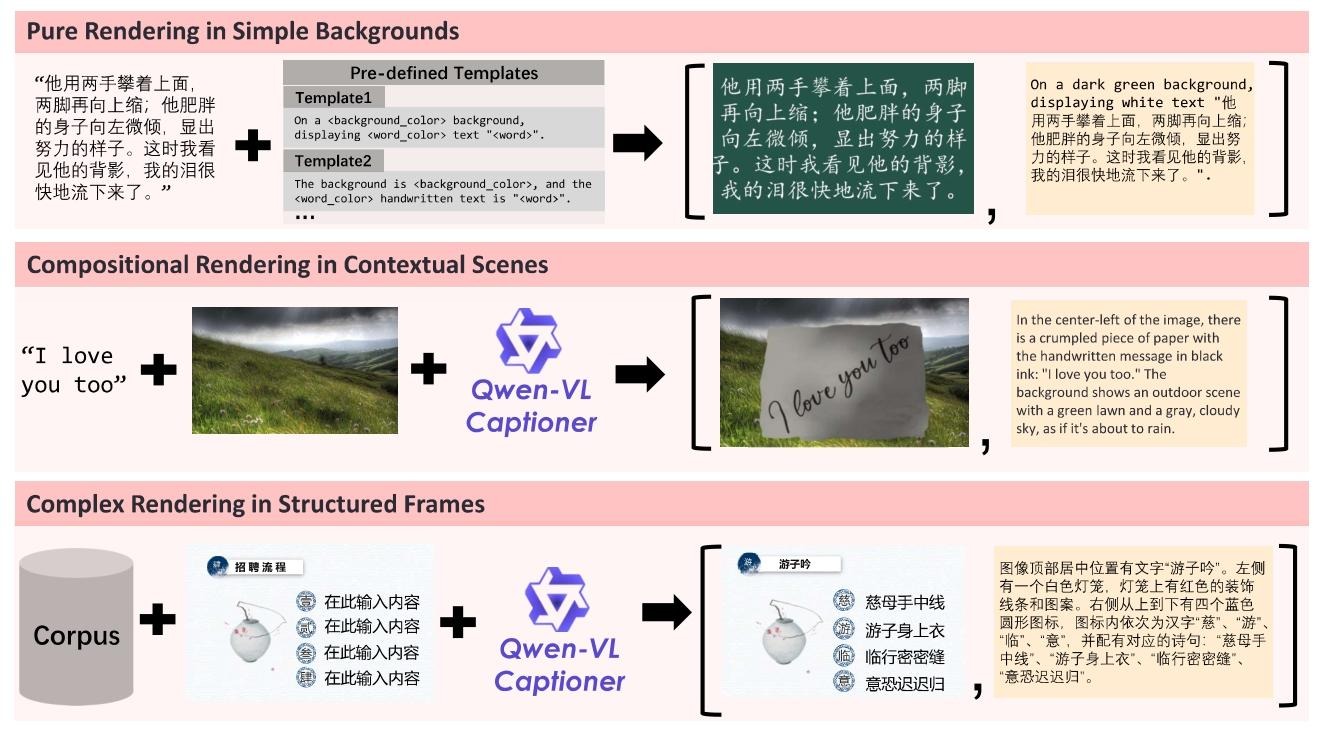 Pure Rendering in Simple Backgrounds
“他用两手攀着上面，
两脚再向上缩；他肥胖
的身子向左微倾，显出
努力的样子。这时我看
见他的背影，我的泪很
快地流下来了。”
Pre-defined Templates
Template1
On a <background_color> background,
displaying <word_color> text "<word>".
Template2
The background is <background_color>, and the
<word_color> handwritten text is "<word>".
...
他用两手攀着上面，两脚
再向上缩；他肥胖的身子
向左微倾，显出努力的样
子。这时我看见他的背影，
我的泪很快地流下来了。
,
On a dark green background,
displaying white text "他
用两手攀着上面，两脚再向上缩；
他肥胖的身子向左微倾，显出努
力的样子。这时我看见他的背影，
我的泪很快地流下来了。".
Compositional Rendering in Contextual Scenes
“I love
you too”
Qwen-VL
Captioner
I love you too
,
In the center-left of the image, there
is a crumpled piece of paper with
the handwritten message in black
ink: "I love you too." The
background shows an outdoor scene
with a green lawn and a gray, cloudy
sky, as if it's about to rain.
Complex Rendering in Structured Frames
Corpus
招聘流程
壹 在此输入内容
贰 在此输入内容
叁 在此输入内容
肆 在此输入内容
Qwen-VL
Captioner
游 游子吟
慈 慈母手中线
游 游子身上衣
临 临行密密缝
意 意恐迟迟归
,
图像顶部居中位置有文字“游子吟”。左侧
有一个白色灯笼，灯笼上有红色的装饰
线条和图案。右侧从上到下有四个蓝色
圆形图标，图标内依次为汉字“慈”、“游”、
“临”、“意”，并配有对应的诗句：“慈母手
中线”、“游子身上衣”、“临行密密缝”、
“意恐迟迟归”。